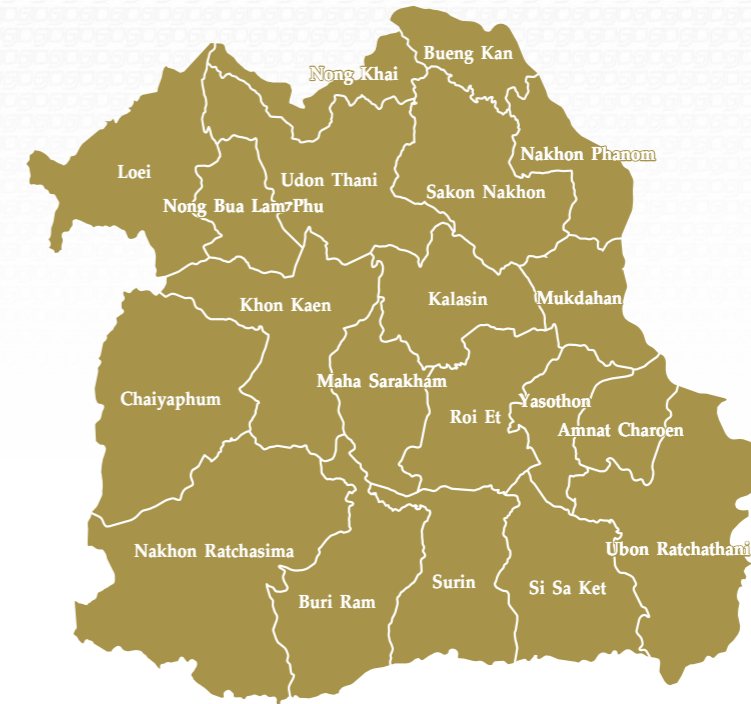 Bueng Kan
Nong Khai
Nakhon Phanom
Loei
Udon Thani
Sakon Nakhon
Nong Bua Lam Phu
Kalasin
Mukdahan
Khon Kaen
Maha Sarakham
Chaiyaphum
Yasothon
Roi Et
Amnat Charoen
Nakhon Ratchasima
Ubon Ratchathani
Surin
Si Sa Ket
Buri Ram